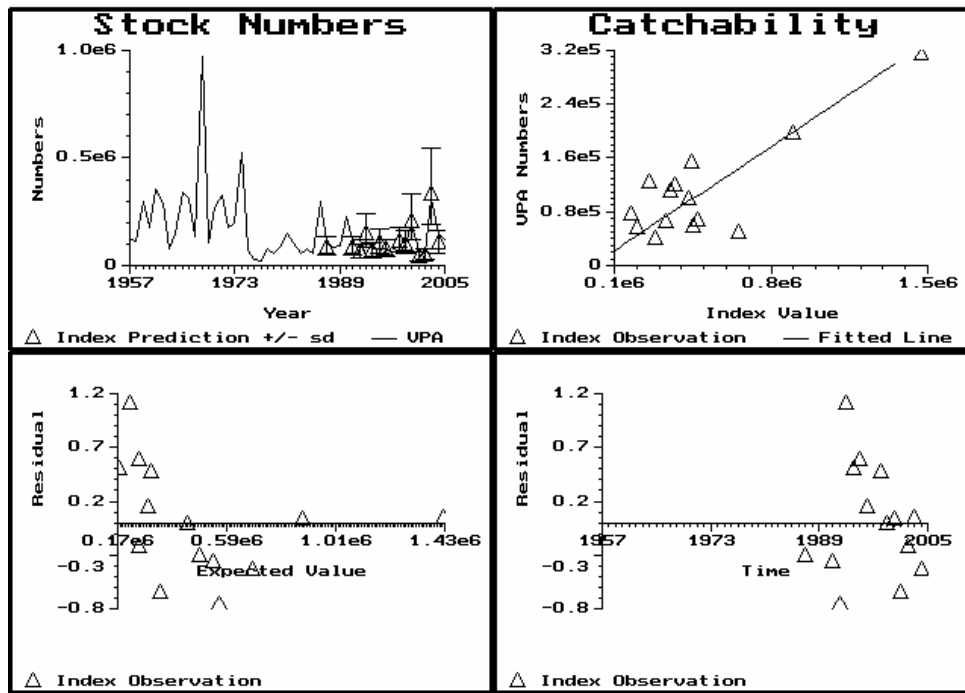 Stock Numbers
1.0e6
Numbers
0.5e6
0
1957 1973 1989 2005
Year
△ Index Prediction +/- sd — VPA
Catchability
3.2e5
2.4e5
VPA Numbers
1.6e5
0.8e5
0
0.1e6 0.8e6 1.5e6
Index Value
△ Index Observation — Fitted Line
1.2
Residual
0.7
0.2
0.17e6 0.59e6 1.01e6 1.43e6
-0.3
Expected Value
-0.8
△ Index Observation
1.2
Residual
0.7
0.2
1957 1973 1989 2005
-0.3
Time
-0.8
△ Index Observation